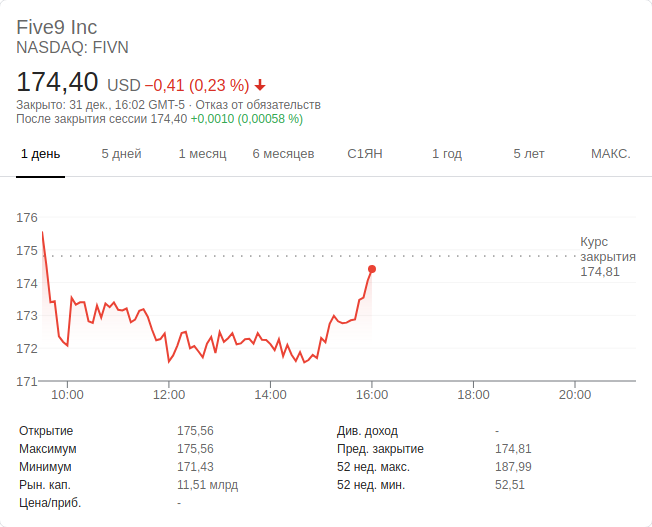 Five9 Inc
NASDAQ: FIVN
174,40 USD −0,41 (0,23 %)
Закрыто: 31 дек., 16:02 GMT-5 · Отказ от обязательств
После закрытия сессии 174,40 +0,0010 (0,00058 %)
1 день 5 дней 1 месяц 6 месяцев С1ЯН 1 год 5 лет МАКС.
176
175
174
173
172
171
Курс
закрытия
174,81
10:00 12:00 14:00 16:00 18:00 20:00
Открытие 175,56 Див. доход -
Максимум 175,56 Пред. закрытие 174,81
Минимум 171,43 52 нед. макс. 187,99
Рын. кап. 11,51 млрд 52 нед. мин. 52,51
Цена/приб. -